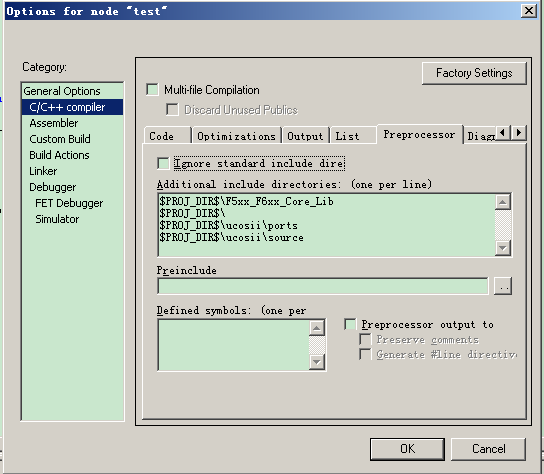 Options for node "test"
Category:
Factory Settings
General Options
C/C++ compiler
Assembler
Custom Build
Build Actions
Linker
Debugger
FET Debugger
Simulator
Multi-file Compilation
Discard Unused Publics
Code
Optimizations
Output
List
Preprocessor
Diagn
Ignore standard include dire
Additional include directories: (one per line)
$PROJ_DIR$\F5xx_F6xx_Core_Lib
$PROJ_DIR$\
$PROJ_DIR$\ucosii\ports
$PROJ_DIR$\ucosii\source
Preinclude
..
Defined symbols: (one per
Preprocessor output to
Preserve comments
Generate #line directiv
OK
Cancel